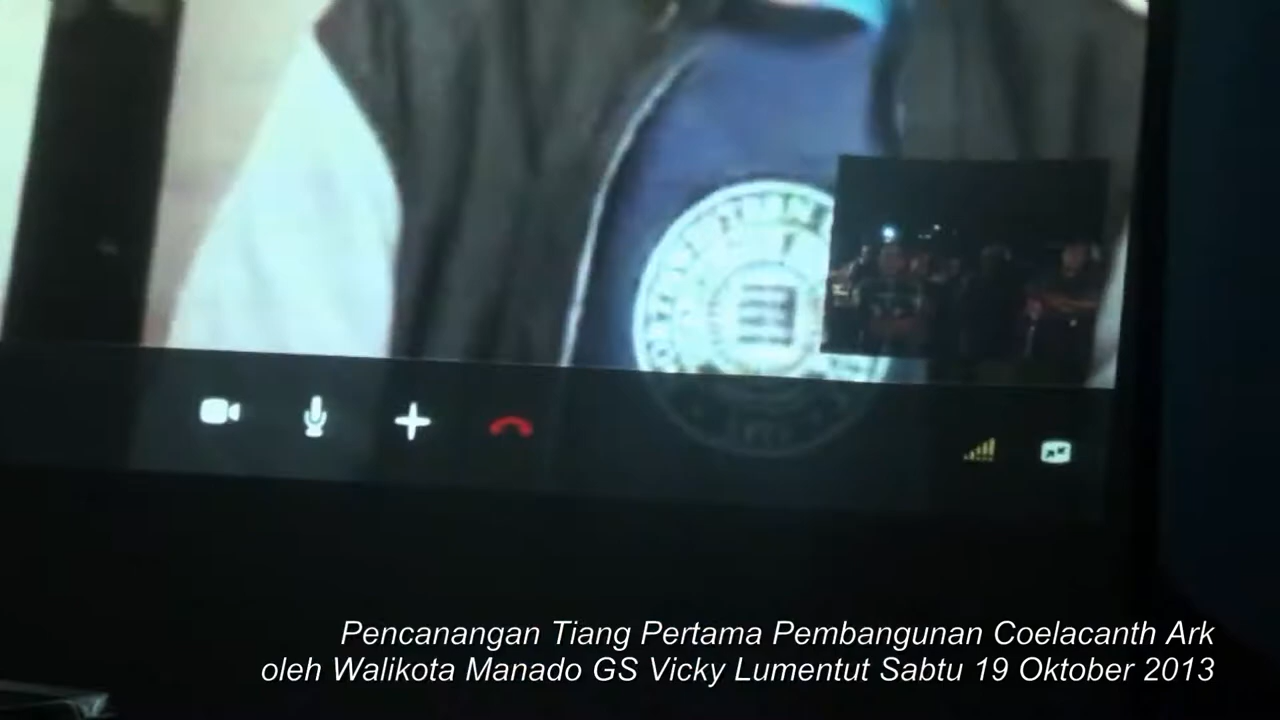 Pencanangan Tiang Pertama Pembangunan Coelacanth Ark
oleh Walikota Manado GS Vicky Lumentut Sabtu 19 Oktober 2013